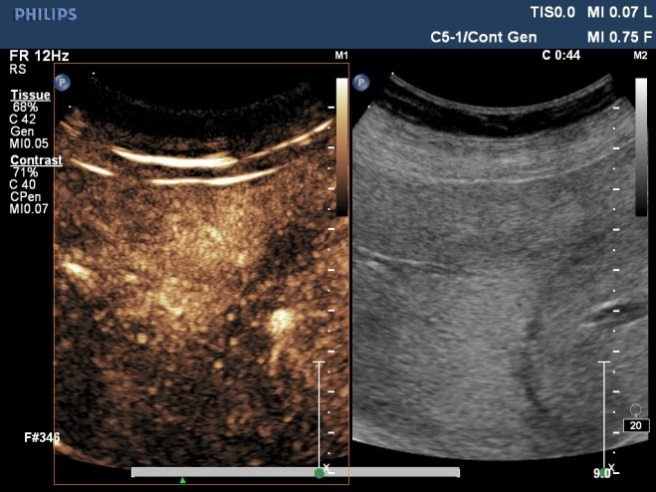 PHILIPS
TIS0.0 MI 0.07 L
C5-1/Cont Gen MI 0.75 F
FR 12Hz
RS
M1
C 0:44
M2
P
P
Tissue
68%
C 42
Gen
MI0.05
Contrast
71%
C 40
CPen
MI0.07
F#346
20
x
9.0
x